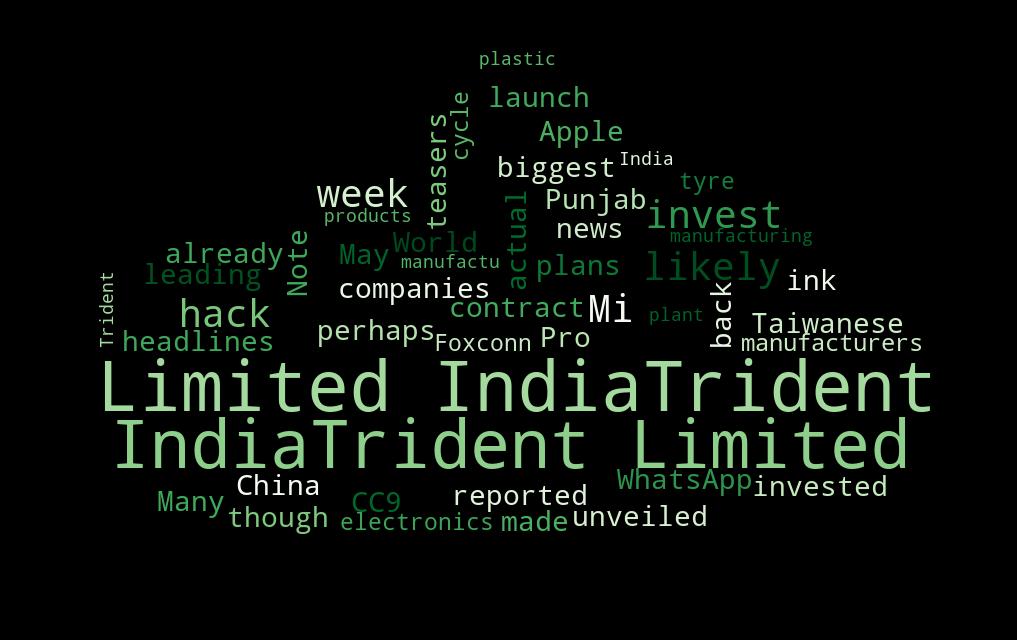 plastic
launch
cycle
Apple
teasers
biggest
India
tyre
week
products
Punjab
invest
actual
news
manufacturing
World
already
Note
May
manufactu
plans
likely
leading
ink
Trident
companies
back
hack
contract
Mi
plant
Taiwanese
headlines
perhaps
Foxconn
Pro
manufacturers
Limited IndiaTrident
IndiaTrident Limited
China
WhatsApp
invested
Many
CC9
reported
though
electronics
made
unveiled